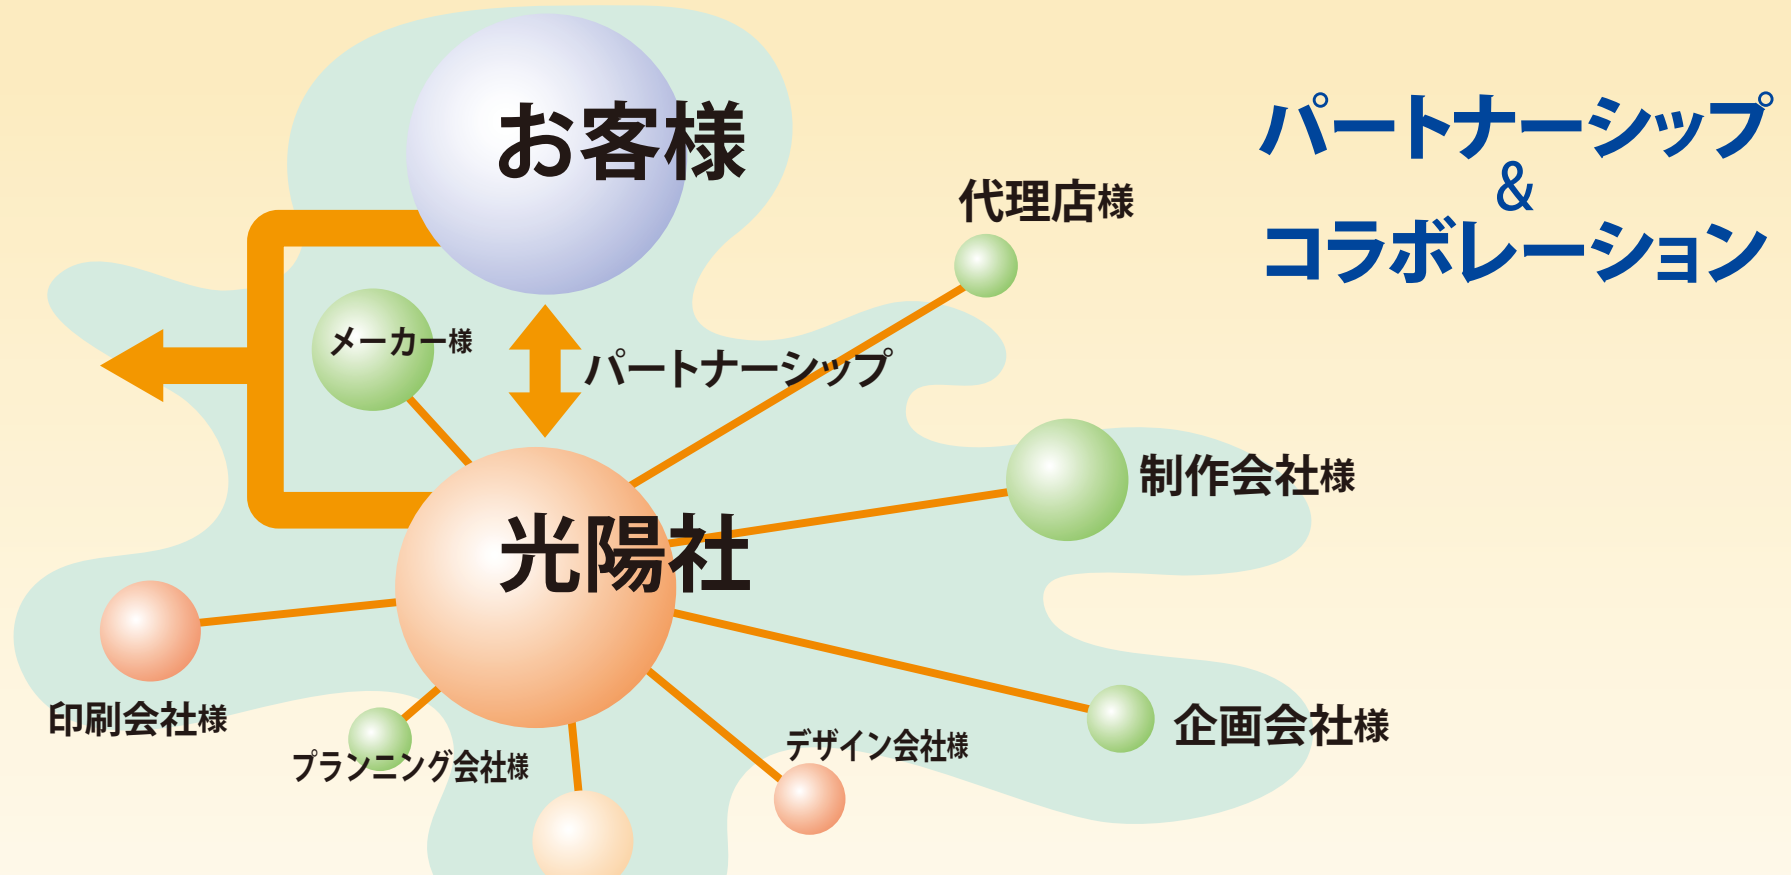 お客様
パートナーシップ
&
コラボレーション
代理店様
メーカー様
パートナーシップ
制作会社様
光陽社
印刷会社様
企画会社様
プランニング会社様
デザイン会社様